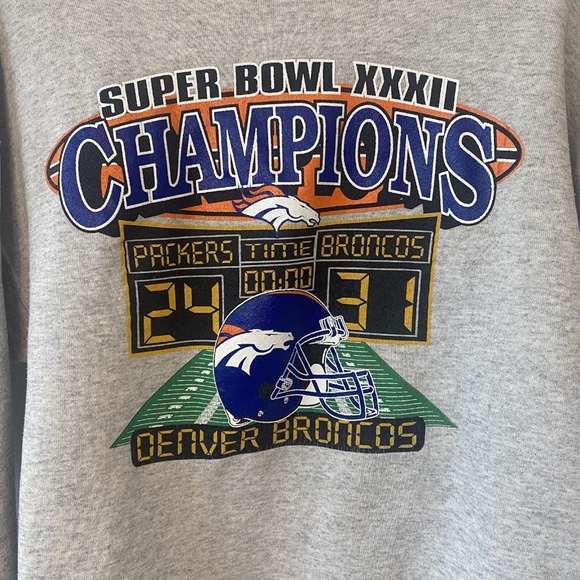 SUPER BOWL XXXII
CHAMPIONS
PACKERS TIME BRONCOS
24 00:00 31
DENVER BRONCOS